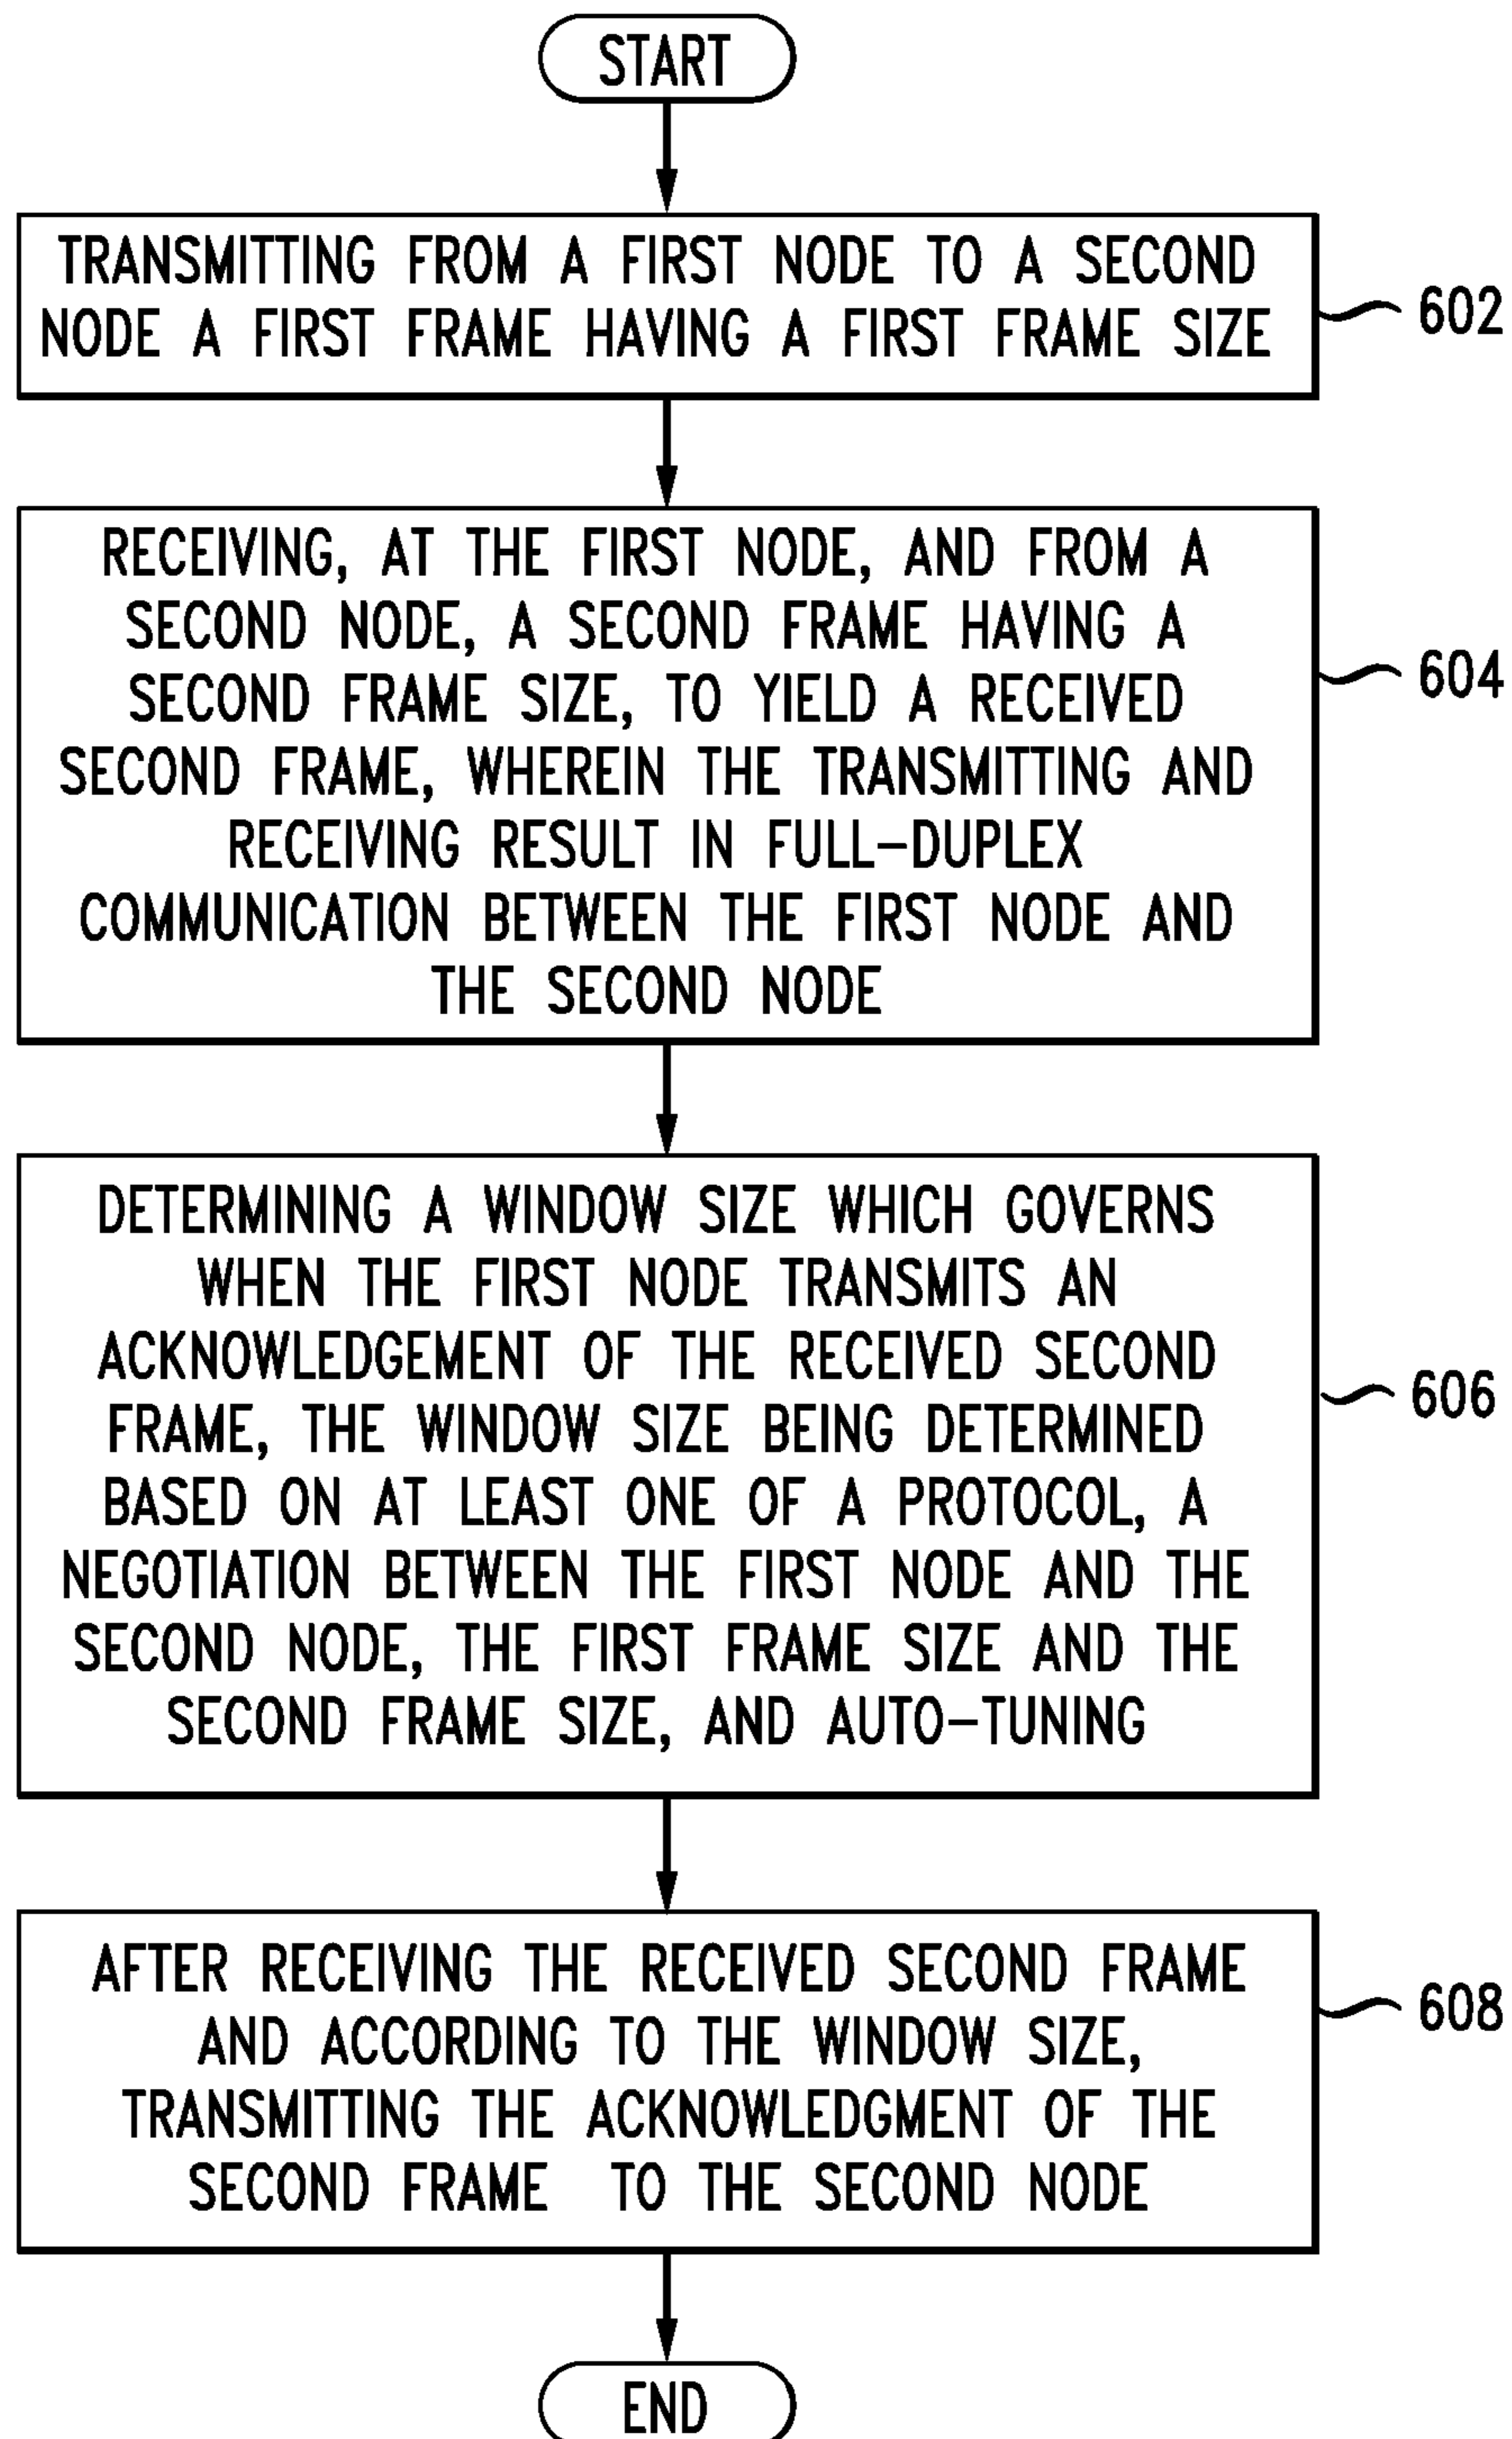 START
TRANSMITTING FROM A FIRST NODE TO A SECOND
NODE A FIRST FRAME HAVING A FIRST FRAME SIZE
602
RECEIVING, AT THE FIRST NODE, AND FROM A
SECOND NODE, A SECOND FRAME HAVING A
SECOND FRAME SIZE, TO YIELD A RECEIVED
SECOND FRAME, WHEREIN THE TRANSMITTING AND
RECEIVING RESULT IN FULL-DUPLEX
COMMUNICATION BETWEEN THE FIRST NODE AND
THE SECOND NODE
604
DETERMINING A WINDOW SIZE WHICH GOVERNS
WHEN THE FIRST NODE TRANSMITS AN
ACKNOWLEDGEMENT OF THE RECEIVED SECOND
FRAME, THE WINDOW SIZE BEING DETERMINED
BASED ON AT LEAST ONE OF A PROTOCOL, A
NEGOTIATION BETWEEN THE FIRST NODE AND THE
SECOND NODE, THE FIRST FRAME SIZE AND THE
SECOND FRAME SIZE, AND AUTO-TUNING
606
AFTER RECEIVING THE RECEIVED SECOND FRAME
AND ACCORDING TO THE WINDOW SIZE,
TRANSMITTING THE ACKNOWLEDGMENT OF THE
SECOND FRAME TO THE SECOND NODE
608
END